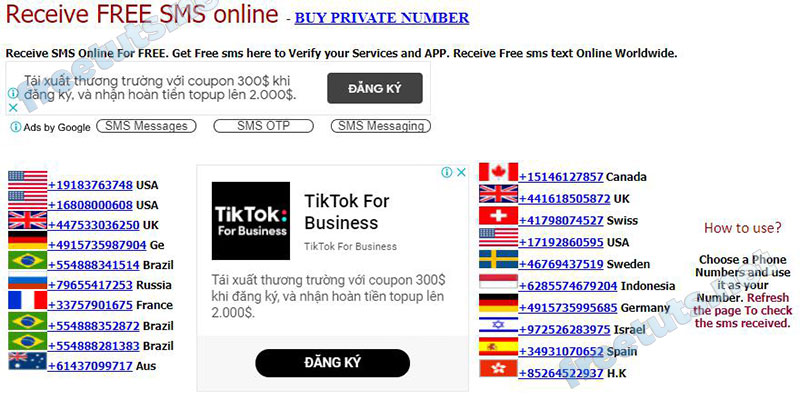 Receive FREE SMS online - BUY PRIVATE NUMBER
Receive SMS Online For FREE. Get Free sms here to Verify your Services and APP. Receive Free sms text Online Worldwide.
Tái xuất thương trường với coupon 300$ khi
đăng ký, và nhận hoàn tiền topup lên 2.000$.
ĐĂNG KÝ
Ads by Google
SMS Messages
SMS OTP
SMS Messaging
+19183763748 USA
+16808000608 USA
+447533036250 UK
+4915735987904 Ge
+554888341514 Brazil
+79655417253 Russia
+33757901675 France
+554888352872 Brazil
+554888281383 Brazil
+61437099717 Aus
TikTok:
For Business
TikTok For
Business
TikTok For Business
Tái xuất thương trường với coupon 300$
khi đăng ký, và nhận hoàn tiền topup lên
2.000$.
ĐĂNG KÝ
+15146127857 Canada
+441618505872 UK
+41798074527 Swiss
+17192860595 USA
+46769437519 Sweden
+6285574679204 Indonesia
+4915735995685 Germany
+972526283975 Israel
+34931070652 Spain
+85264522937 H.K
How to use?
Choose a Phone
Numbers and use
it as your
Number. Refresh
the page To check
the sms received.
freetuts.net
freetuts.net